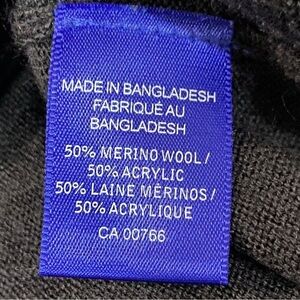 MADE IN BANGLADESH
FABRIQUÉ AU
BANGLADESH
50% MERINO WOOL /
50% ACRYLIC
50% LAINE MÉRINOS /
50% ACRYLIQUE
CA 00766